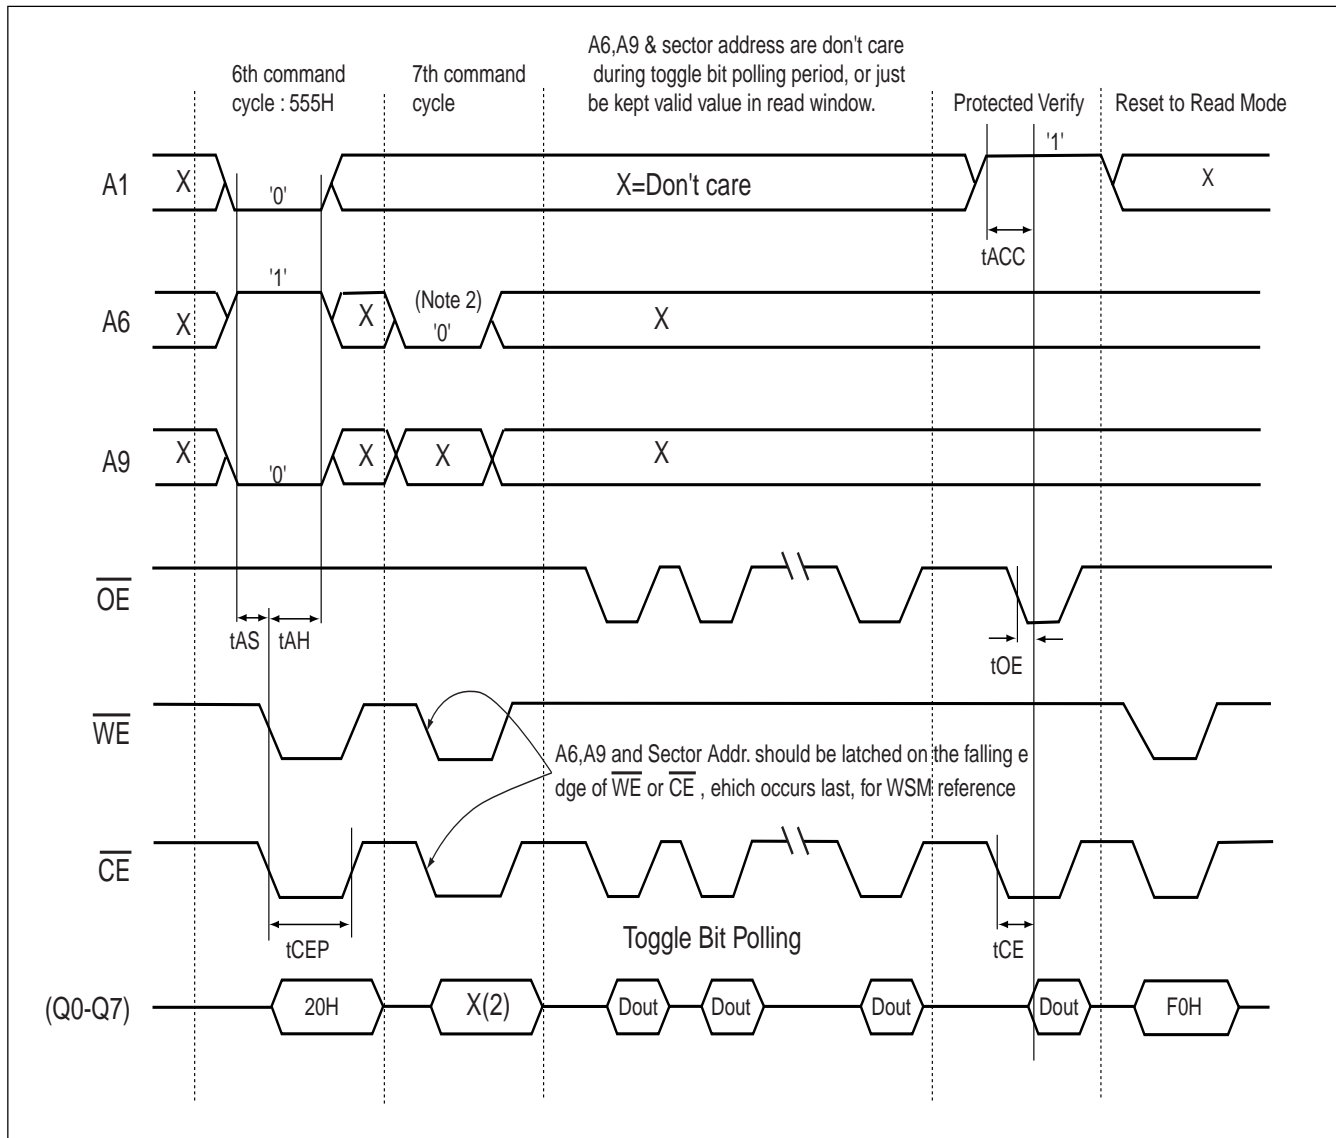 6th command
cycle : 555H
7th command
cycle
A6,A9 & sector address are don't care
during toggle bit polling period, or just
be kept valid value in read window.
Protected Verify
Reset to Read Mode
A1
X
'0'
X=Don't care
'1'
X
tACC
A6
X
'1'
X
(Note 2)
'0'
X
A9
X
'0'
X
X
X
OE
tAS
tAH
tOE
WE
A6,A9 and Sector Addr. should be latched on the falling e
dge of WE or CE , ehich occurs last, for WSM reference
CE
tCEP
Toggle Bit Polling
tCE
(Q0-Q7)
20H
X(2)
Dout
Dout
Dout
Dout
F0H